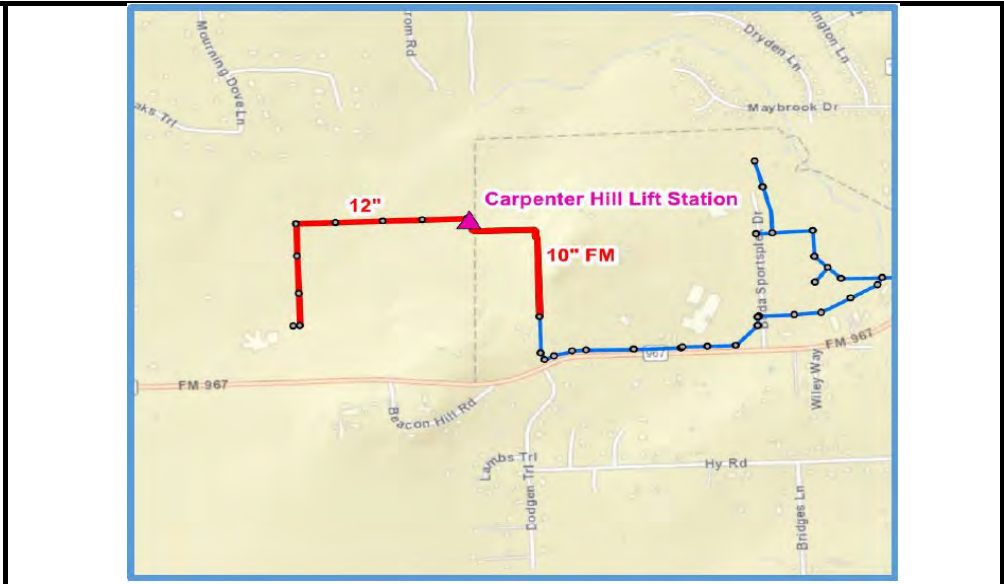 Mourning Dove Ln
rom Rd
Dryden Ln
ington Ln
Maybrook Dr
aks Trl
12"
Carpenter Hill Lift Station
10" FM
da Sportsplex Dr
967
FM 967
FM 967
Wiley Way
Beacon Hill Rd
Lambs Trl
Dodgen Trl
Hy Rd
Bridges Ln